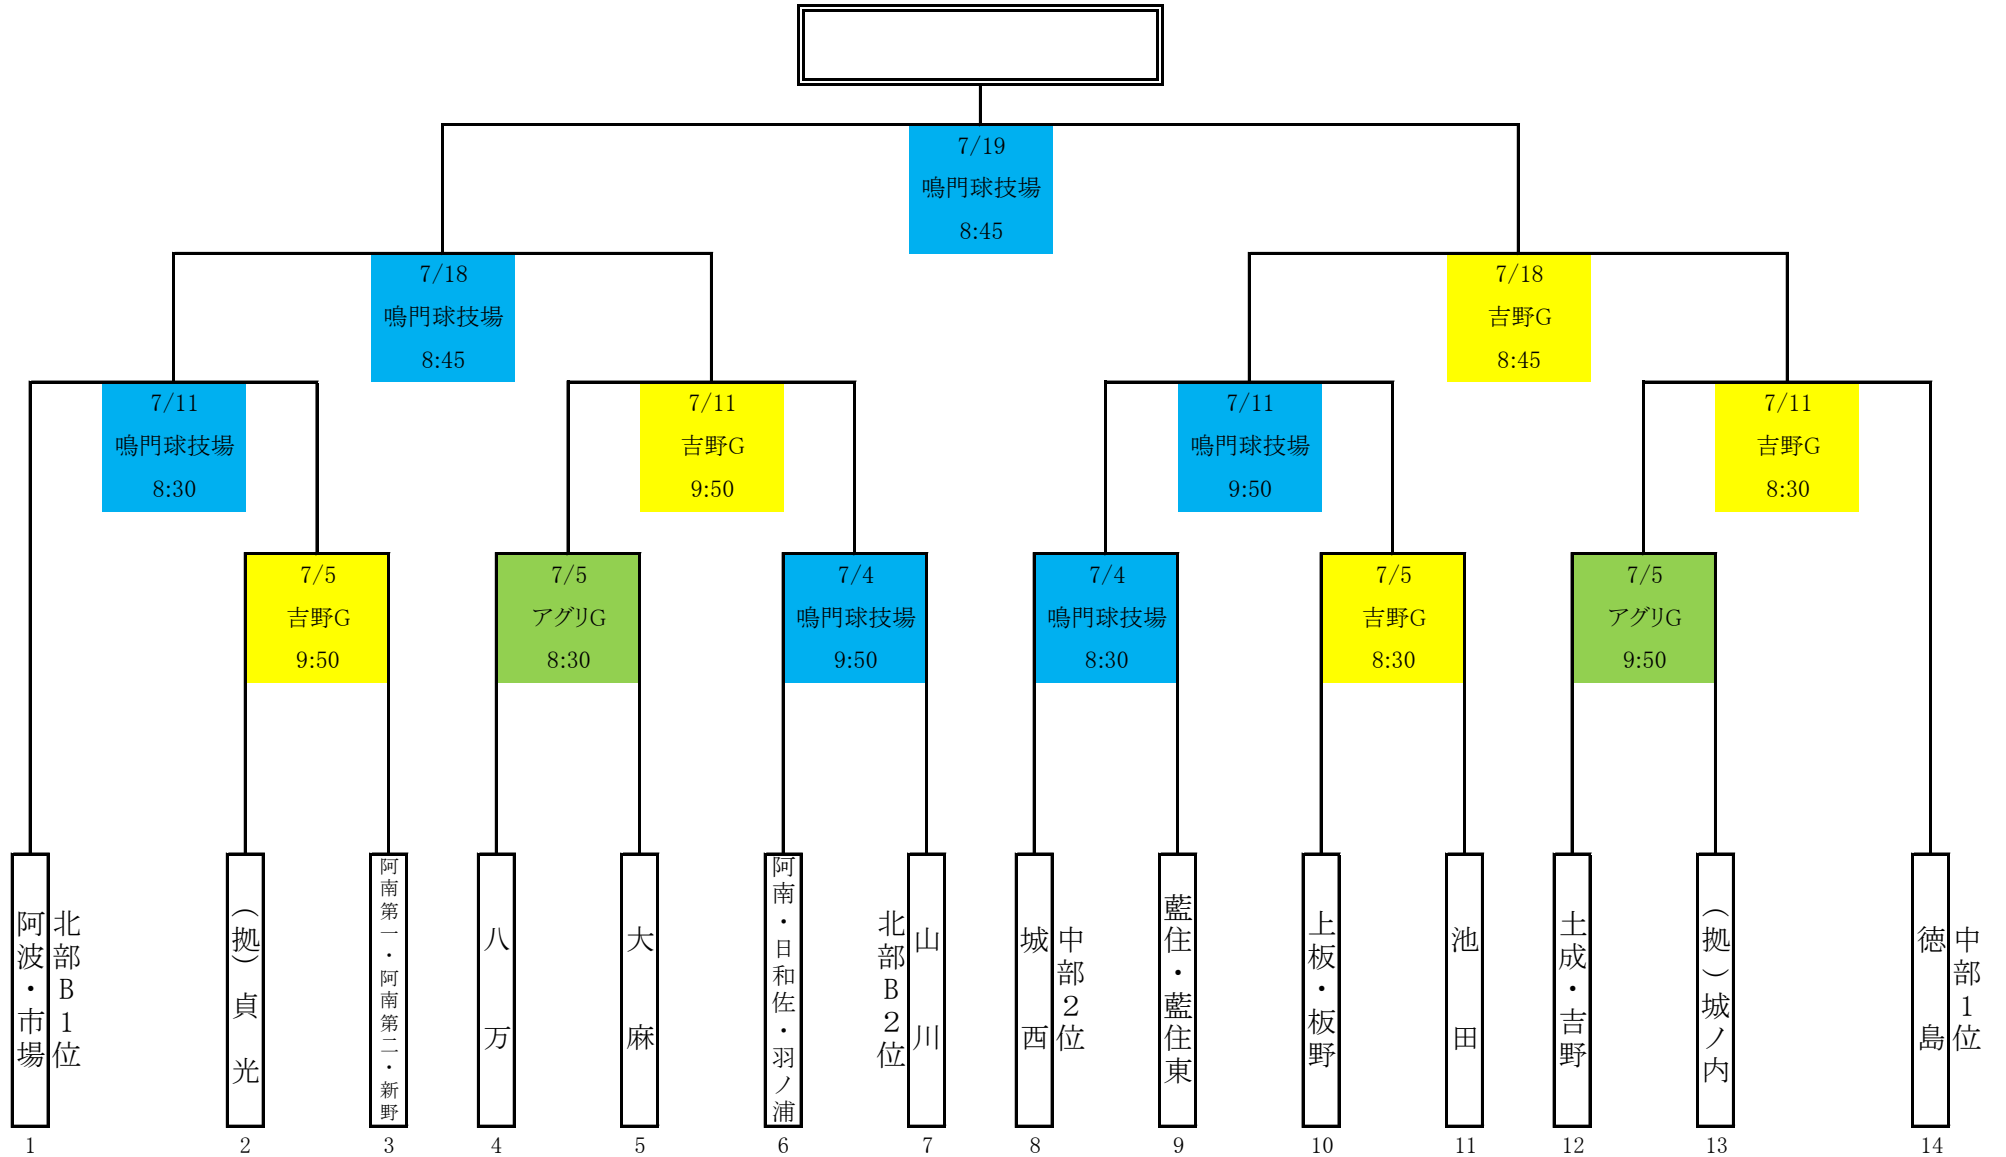 7/19
鳴門球技場
8:45
7/18
鳴門球技場
8:45
7/18
吉野G
8:45
7/11
鳴門球技場
8:30
7/11
吉野G
9:50
7/11
鳴門球技場
9:50
7/11
吉野G
8:30
7/5
吉野G
9:50
7/5
アグリG
8:30
7/4
鳴門球技場
9:50
7/4
鳴門球技場
8:30
7/5
吉野G
8:30
7/5
アグリG
9:50
阿波・市場
北部B1位
（拠）貞光
阿南第一・阿南第二・新野
八万
大麻
阿南・日和佐・羽ノ浦
北部B2位
山川
城西
中部2位
藍住・藍住東
上板・板野
池田
土成・吉野
（拠）城ノ内
徳島
中部1位
1
2
3
4
5
6
7
8
9
10
11
12
13
14